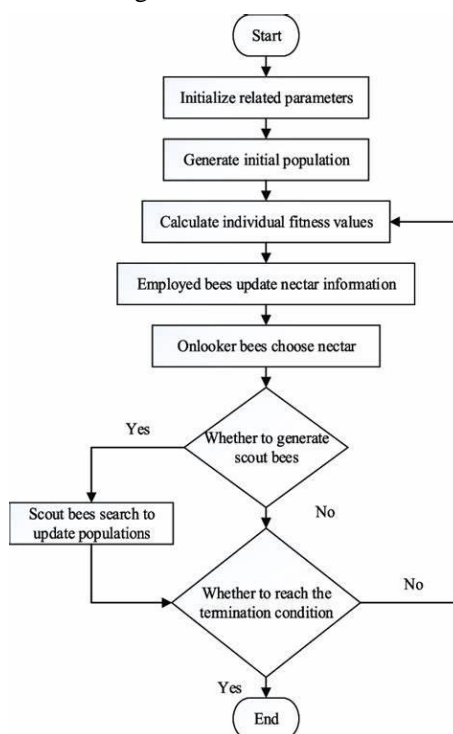 Start
Initialize related parameters
Generate initial population
Calculate individual fitness values
Employed bees update nectar information
Onlooker bees choose nectar
Yes
Whether to generate
scout bees
Scout bees search to
update populations
No
Whether to reach the
termination condition
No
Yes
End